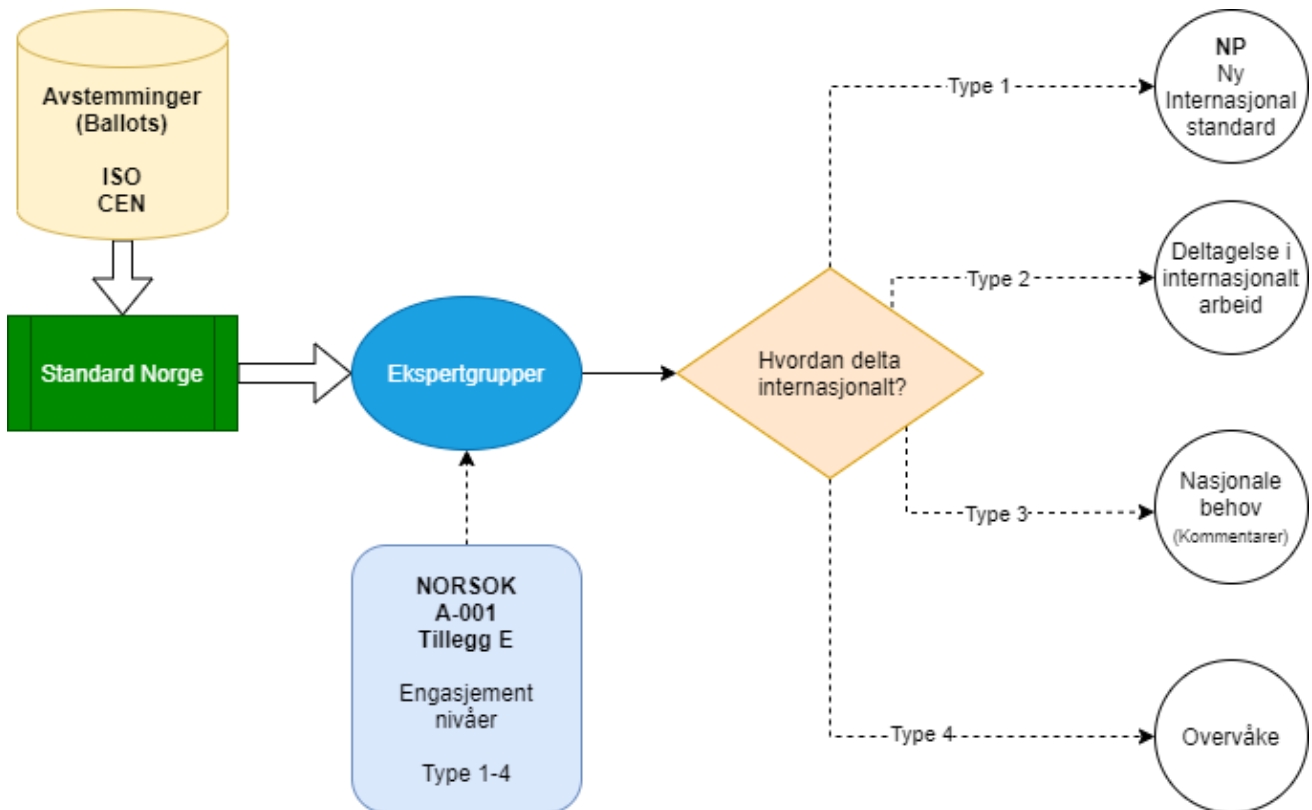 Avstemminger
(Ballots)
ISO
CEN
Standard Norge
Ekspertgrupper
NORSOK
A-001
Tillegg E
Engasjement
nivåer
Type 1-4
Hvordan delta
internasjonalt?
Type 1
NP
Ny
Internasjonal
standard
Type 2
Deltagelse i
internasjonalt
arbeid
Type 3
Nasjonale
behov
(Kommentarer)
Type 4
Overvåke